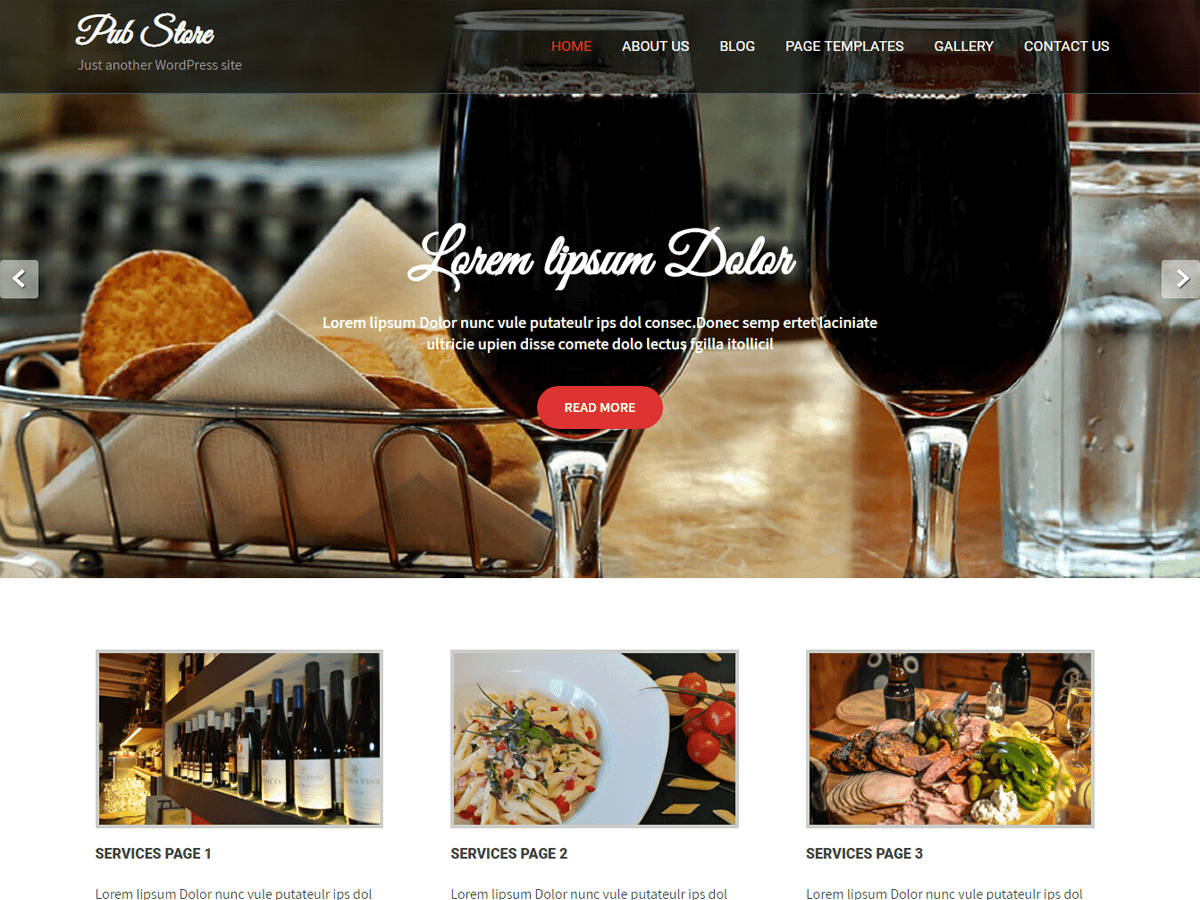 Pub Store
Just another WordPress site
HOME ABOUT US BLOG PAGE TEMPLATES GALLERY CONTACT US
Lorem lipsum Dolor
Lorem lipsum Dolor nunc vule putateulr ips dol consec.Donec semp ertet laciniate
ultricie upien disse comete dolo lectus fgilla itollicil
READ MORE
SERVICES PAGE 1
SERVICES PAGE 2
SERVICES PAGE 3
Lorem lipsum Dolor nunc vule putateulr ips dol
Lorem lipsum Dolor nunc vule putateulr ips dol
Lorem lipsum Dolor nunc vule putateulr ips dol